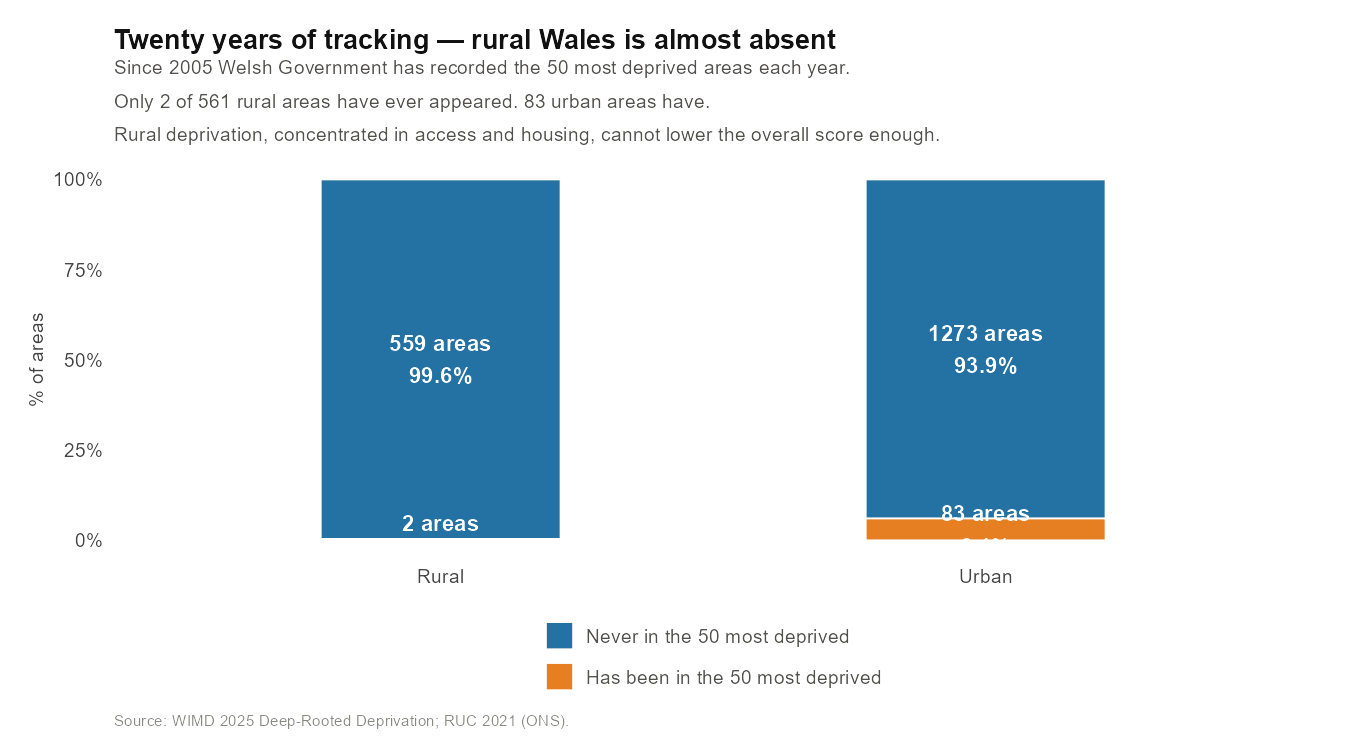 Twenty years of tracking — rural Wales is almost absent
Since 2005 Welsh Government has recorded the 50 most deprived areas each year.
Only 2 of 561 rural areas have ever appeared. 83 urban areas have.
Rural deprivation, concentrated in access and housing, cannot lower the overall score enough.
% of areas
100%
75%
50%
25%
0%
559 areas
99.6%
2 areas
1273 areas
93.9%
83 areas
Rural
Urban
Never in the 50 most deprived
Has been in the 50 most deprived
Source: WIMD 2025 Deep-Rooted Deprivation; RUC 2021 (ONS).